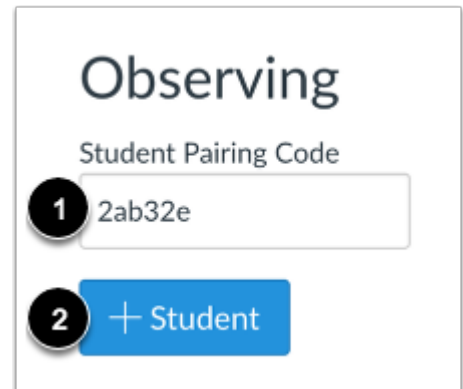 Observing
Student Pairing Code
1 2ab32e
2 + Student